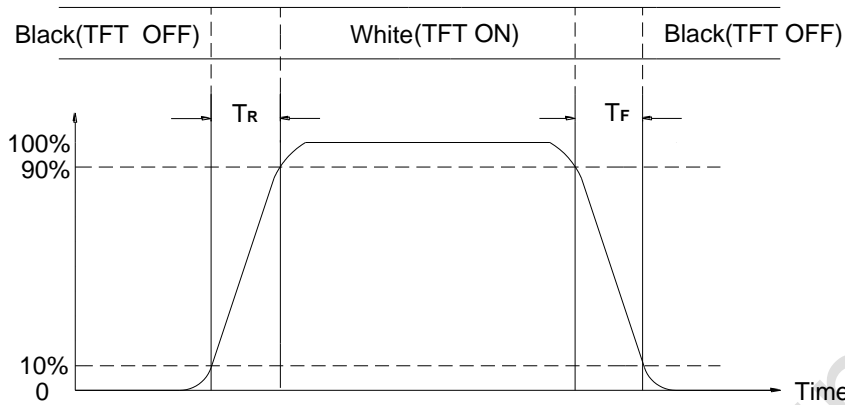 Black(TFT OFF) White(TFT ON) Black(TFT OFF)
TR TF
100%
90%
10%
0
Time